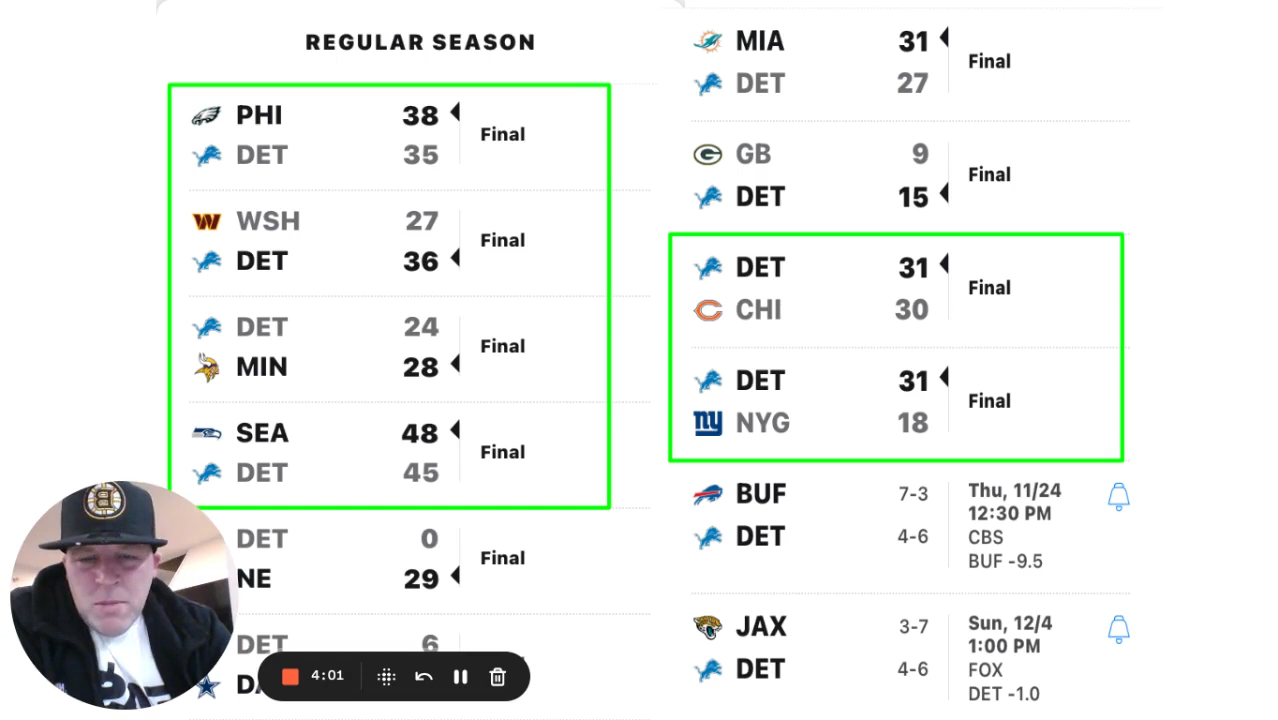 REGULAR SEASON
PHI 38
Final
DET 35
WSH 27
Final
DET 36
DET 24
Final
MIN 28
SEA 48
Final
DET 45
DET 0
Final
NE 29
DET 6
4:01
MIA 31
Final
DET 27
GB 9
Final
DET 15
DET 31
Final
CHI 30
DET 31
Final
NYG 18
BUF 7-3
Thu, 11/24
12:30 PM
DET 4-6
CBS
BUF -9.5
JAX 3-7
Sun, 12/4
1:00 PM
DET 4-6
FOX
DET -1.0
B
ny